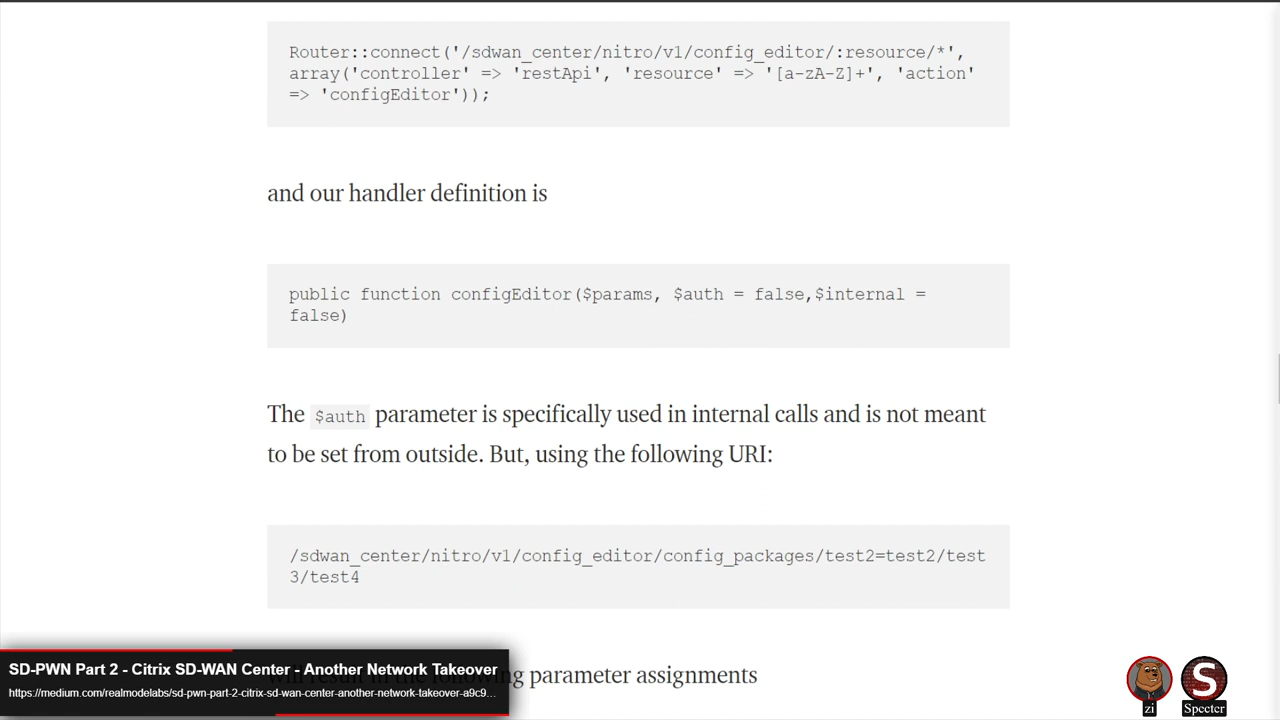 Router::connect('/sdwan_center/nitro/v1/config_editor/:resource/*',
array('controller' => 'restApi', 'resource' => '[a-zA-Z]+', 'action'
=> 'configEditor'));
and our handler definition is
public function configEditor($params, $auth = false,$internal =
false)
The $auth parameter is specifically used in internal calls and is not meant
to be set from outside. But, using the following URI:
/sdwan_center/nitro/v1/config_editor/config_packages/test2=test2/test
3/test4
parameter assignments
SD-PWN Part 2 - Citrix SD-WAN Center - Another Network Takeover
https://medium.com/realmodelabs/sd-pwn-part-2-citrix-sd-wan-center-another-network-takeover-a9c9...
zi
S
Specter